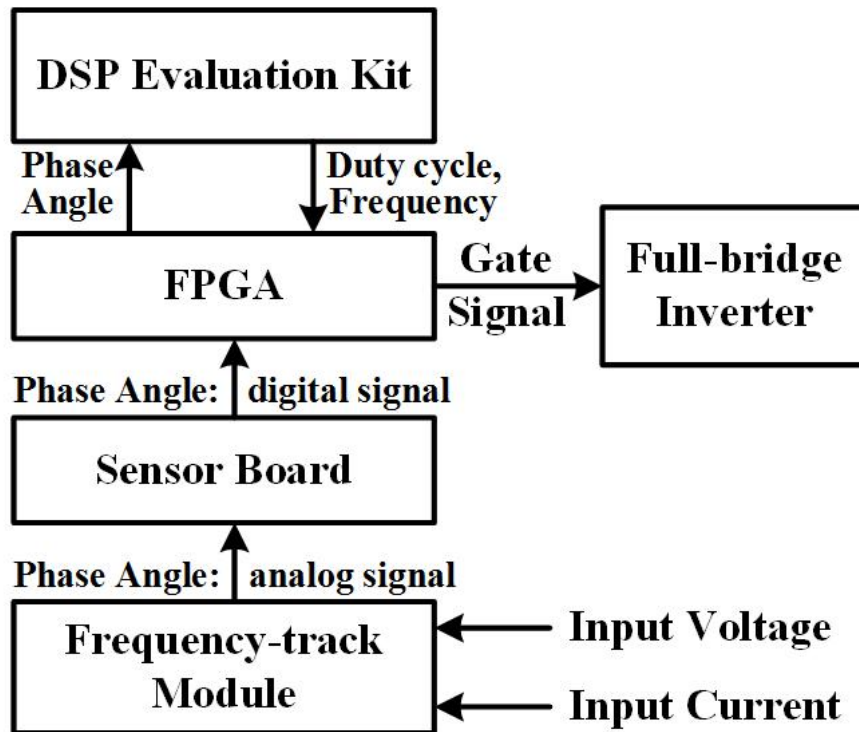 DSP Evaluation Kit
Phase
Angle
Duty cycle,
Frequency
FPGA
Gate
Signal
Full-bridge
Inverter
Phase Angle: digital signal
Sensor Board
Phase Angle: analog signal
Frequency-track
Module
Input Voltage
Input Current